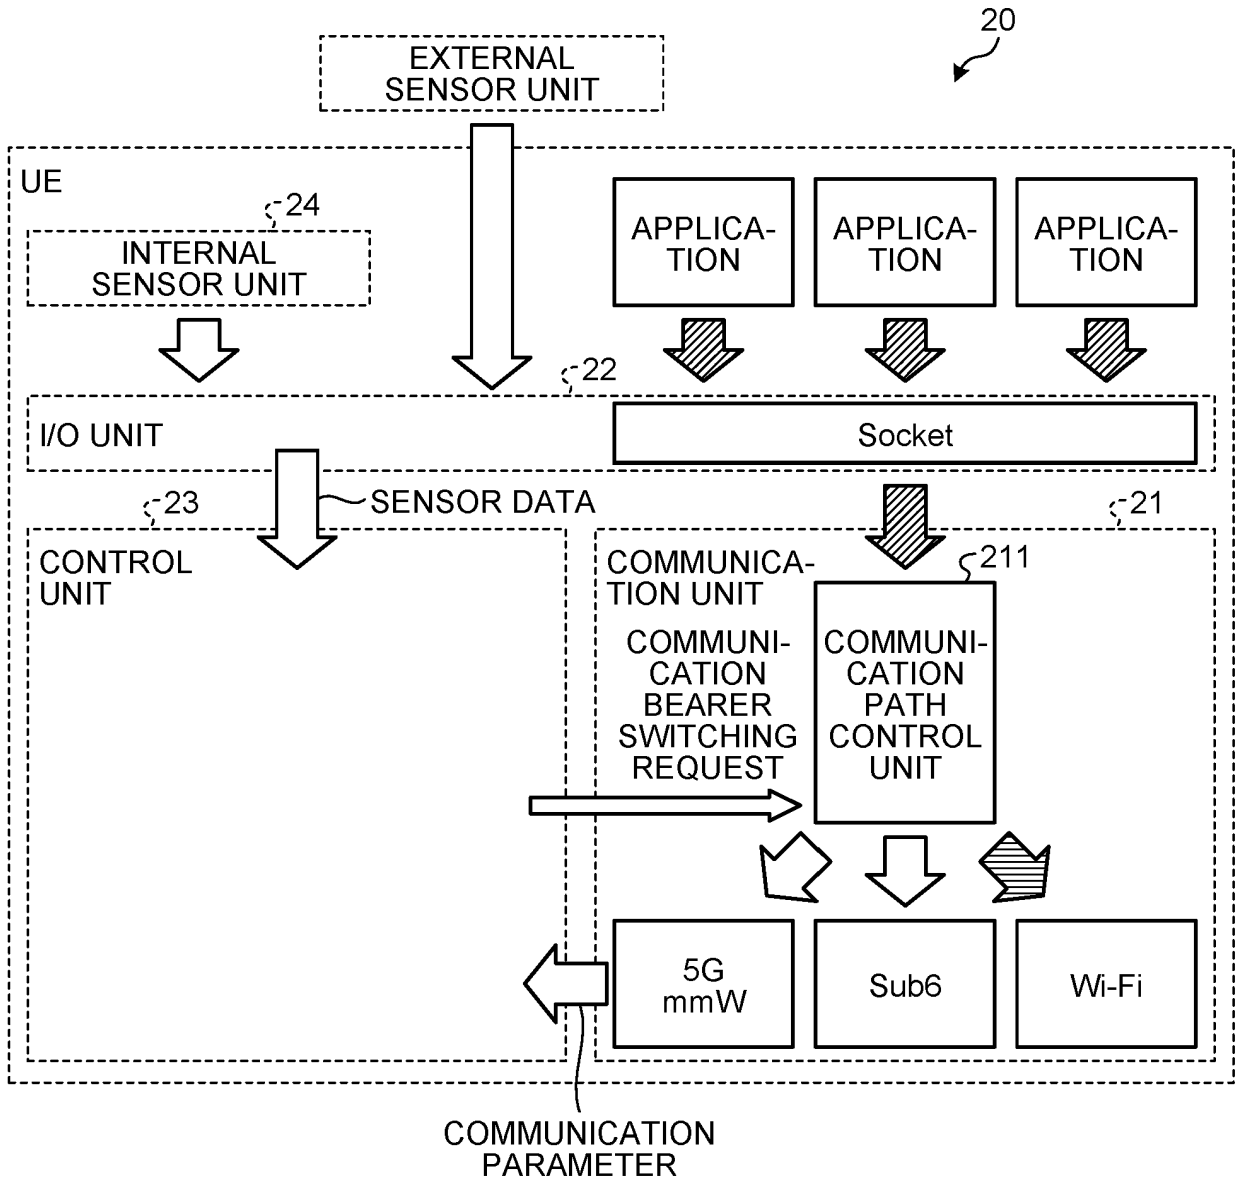 20
EXTERNAL
SENSOR UNIT
UE
24
INTERNAL
SENSOR UNIT
APPLICA-
TION
APPLICA-
TION
APPLICA-
TION
22
I/O UNIT
Socket
SENSOR DATA
23
CONTROL
UNIT
21
COMMUNICA-
TION UNIT
211
COMMUNI-
CATION
BEARER
SWITCHING
REQUEST
COMMUNI-
CATION
PATH
CONTROL
UNIT
5G
mmW
Sub6
Wi-Fi
COMMUNICATION
PARAMETER